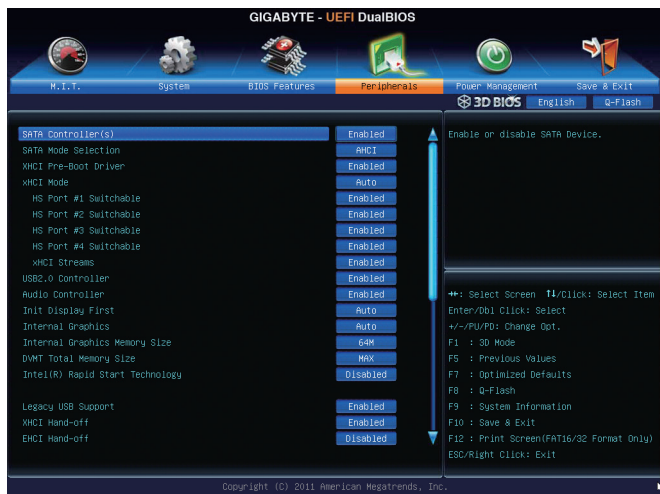 GIGABYTE - UEFI DualBIOS
M.I.T.
System
BIOS Features
Peripherals
Power Management
Save & Exit
3D BIOS
English
Q-Flash
SATA Controller(s) Enabled
SATA Mode Selection AHCI
XHCI Pre-Boot Driver Enabled
xHCI Mode Auto
HS Port #1 Switchable Enabled
HS Port #2 Switchable Enabled
HS Port #3 Switchable Enabled
HS Port #4 Switchable Enabled
xHCI Streams Enabled
USB2.0 Controller Enabled
Audio Controller Enabled
Init Display First Auto
Internal Graphics Auto
Internal Graphics Memory Size 64M
DVMT Total Memory Size MAX
Intel(R) Rapid Start Technology Disabled
Legacy USB Support Enabled
XHCI Hand-off Enabled
EHCI Hand-off Disabled
Enable or disable SATA Device.
→←: Select Screen ↑↓/Click: Select Item
Enter/Dbl Click: Select
+/-/PU/PD: Change Opt.
F1 : 3D Mode
F5 : Previous Values
F7 : Optimized Defaults
F8 : Q-Flash
F9 : System Information
F10 : Save & Exit
F12 : Print Screen(FAT16/32 Format Only)
ESC/Right Click: Exit
Copyright (C) 2011 American Megatrends, Inc.